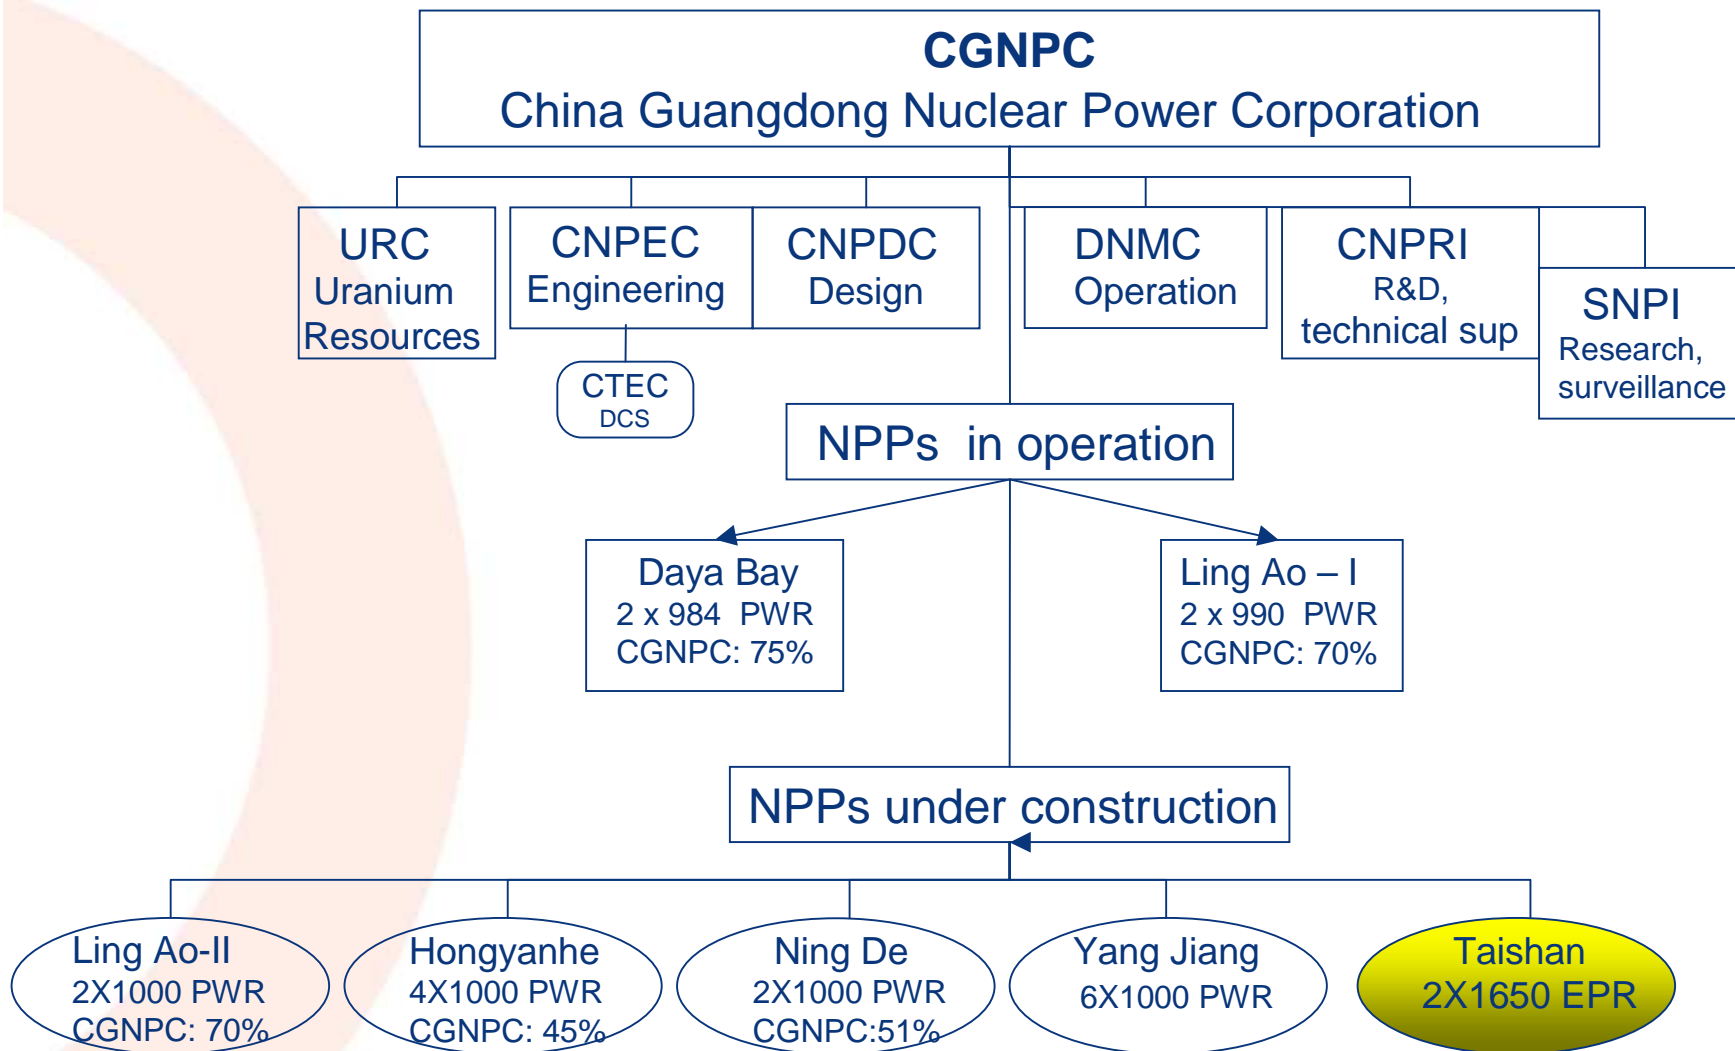 CGNPC
China Guangdong Nuclear Power Corporation
URC
Uranium
Resources
CNPEC
Engineering
CNPDC
Design
DNMC
Operation
CNPRI
R&D,
technical sup
SNPI
Research,
surveillance
CTEC
DCS
NPPs in operation
Daya Bay
2 x 984 PWR
CGNPC: 75%
Ling Ao – I
2 x 990 PWR
CGNPC: 70%
NPPs under construction
Ling Ao-II
2X1000 PWR
CGNPC: 70%
Hongyanhe
4X1000 PWR
CGNPC: 45%
Ning De
2X1000 PWR
CGNPC:51%
Yang Jiang
6X1000 PWR
Taishan
2X1650 EPR